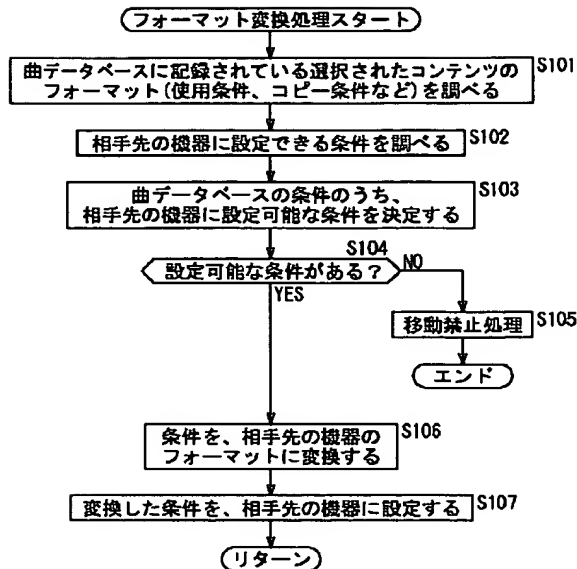 フォーマット変換処理スタート
曲データベースに記録されている選択されたコンテンツの
フォーマット(使用条件、コピー条件など)を調べる
S101
相手先の機器に設定できる条件を調べる
S102
曲データベースの条件のうち、
相手先の機器に設定可能な条件を決定する
S103
S104
設定可能な条件がある?
NO
YES
移動禁止処理
S105
エンド
条件を、相手先の機器の
フォーマットに変換する
S106
変換した条件を、相手先の機器に設定する
S107
リターン